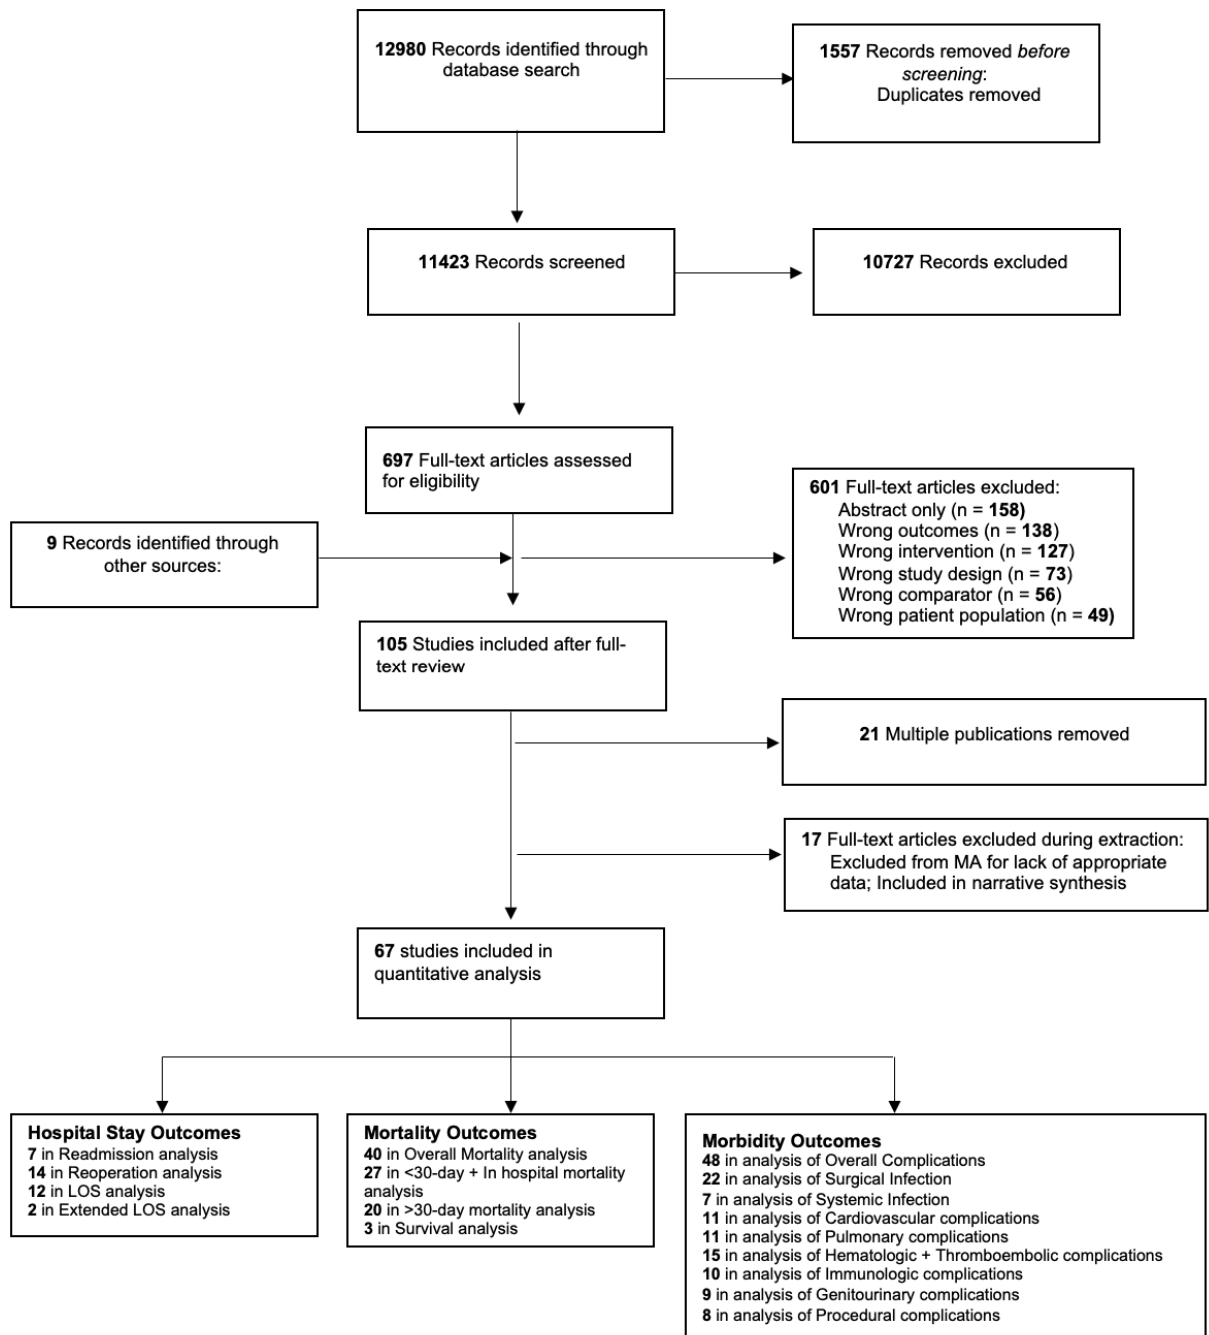 12980 Records identified through
database search
1557 Records removed before
screening:
Duplicates removed
11423 Records screened
10727 Records excluded
697 Full-text articles assessed
for eligibility
9 Records identified through
other sources:
601 Full-text articles excluded:
Abstract only (n = 158)
Wrong outcomes (n = 138)
Wrong intervention (n = 127)
Wrong study design (n = 73)
Wrong comparator (n = 56)
Wrong patient population (n = 49)
105 Studies included after full-
text review
21 Multiple publications removed
17 Full-text articles excluded during extraction:
Excluded from MA for lack of appropriate
data; Included in narrative synthesis
67 studies included in
quantitative analysis
Hospital Stay Outcomes
7 in Readmission analysis
14 in Reoperation analysis
12 in LOS analysis
2 in Extended LOS analysis
Mortality Outcomes
40 in Overall Mortality analysis
27 in <30-day + In hospital mortality
analysis
20 in >30-day mortality analysis
3 in Survival analysis
Morbidity Outcomes
48 in analysis of Overall Complications
22 in analysis of Surgical Infection
7 in analysis of Systemic Infection
11 in analysis of Cardiovascular complications
11 in analysis of Pulmonary complications
15 in analysis of Hematologic + Thromboembolic complications
10 in analysis of Immunologic complications
9 in analysis of Genitourinary complications
8 in analysis of Procedural complications